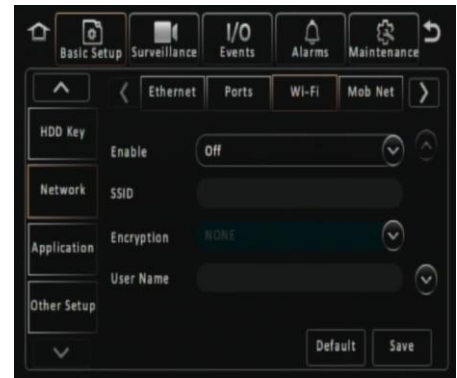 Basic Setup Surveillance I/O Events Alarms Maintenance
Ethernet Ports Wi-Fi Mob Net
HDD Key
Network
Application
Other Setup
Enable Off
SSID
Encryption NONE
User Name
Default Save